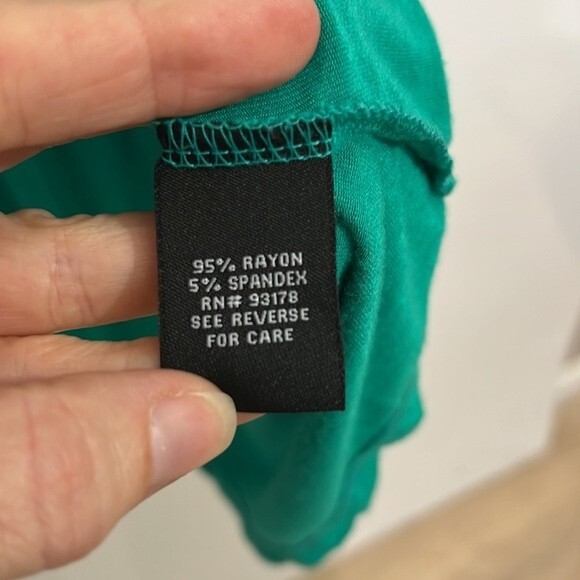 95% RAYON
5% SPANDEX
RN# 93178
SEE REVERSE
FOR CARE